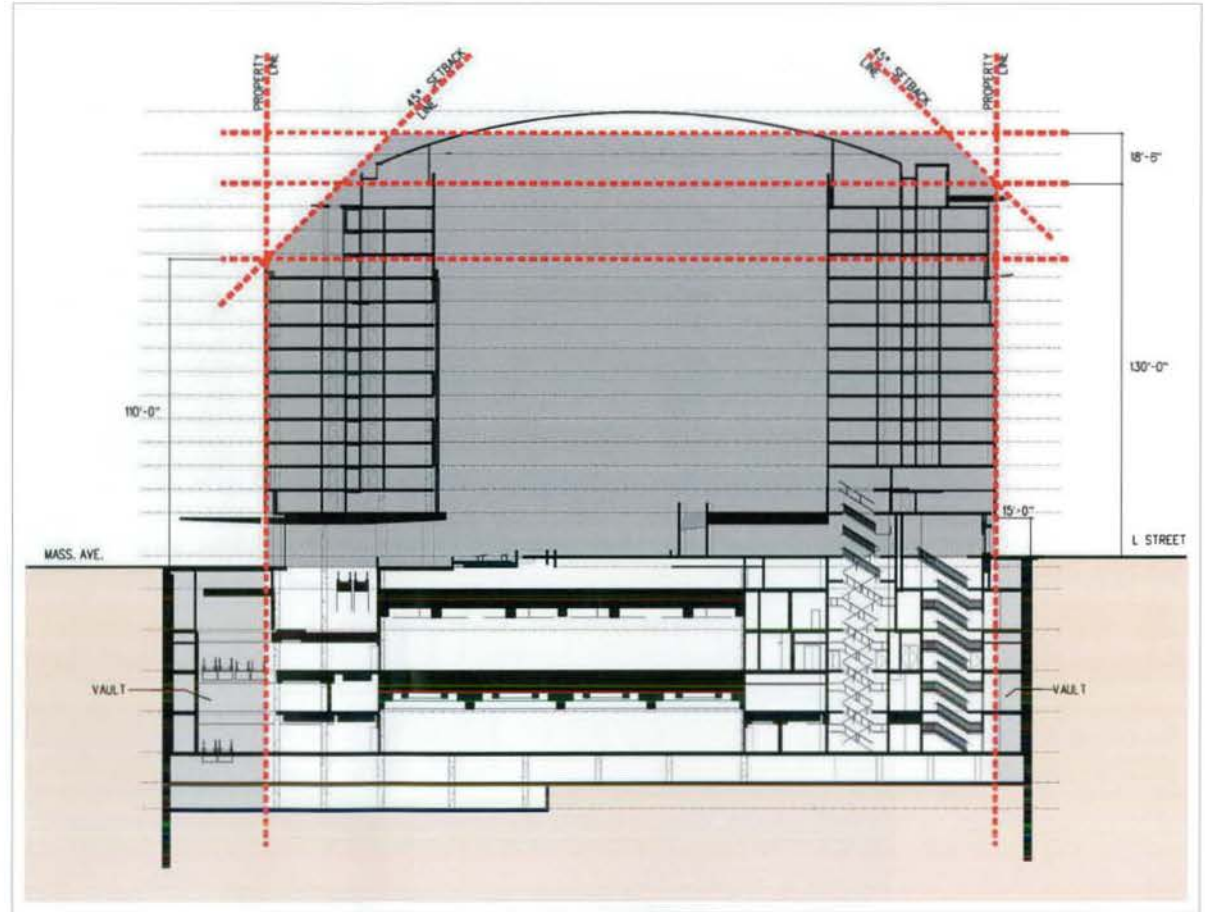 PROPERTY
LINE
45° SETBACK
LINE
45° SETBACK
LINE
PROPERTY
LINE
18'-6"
130'-0"
110'-0"
15'-0"
MASS. AVE.
L STREET
VAULT
VAULT